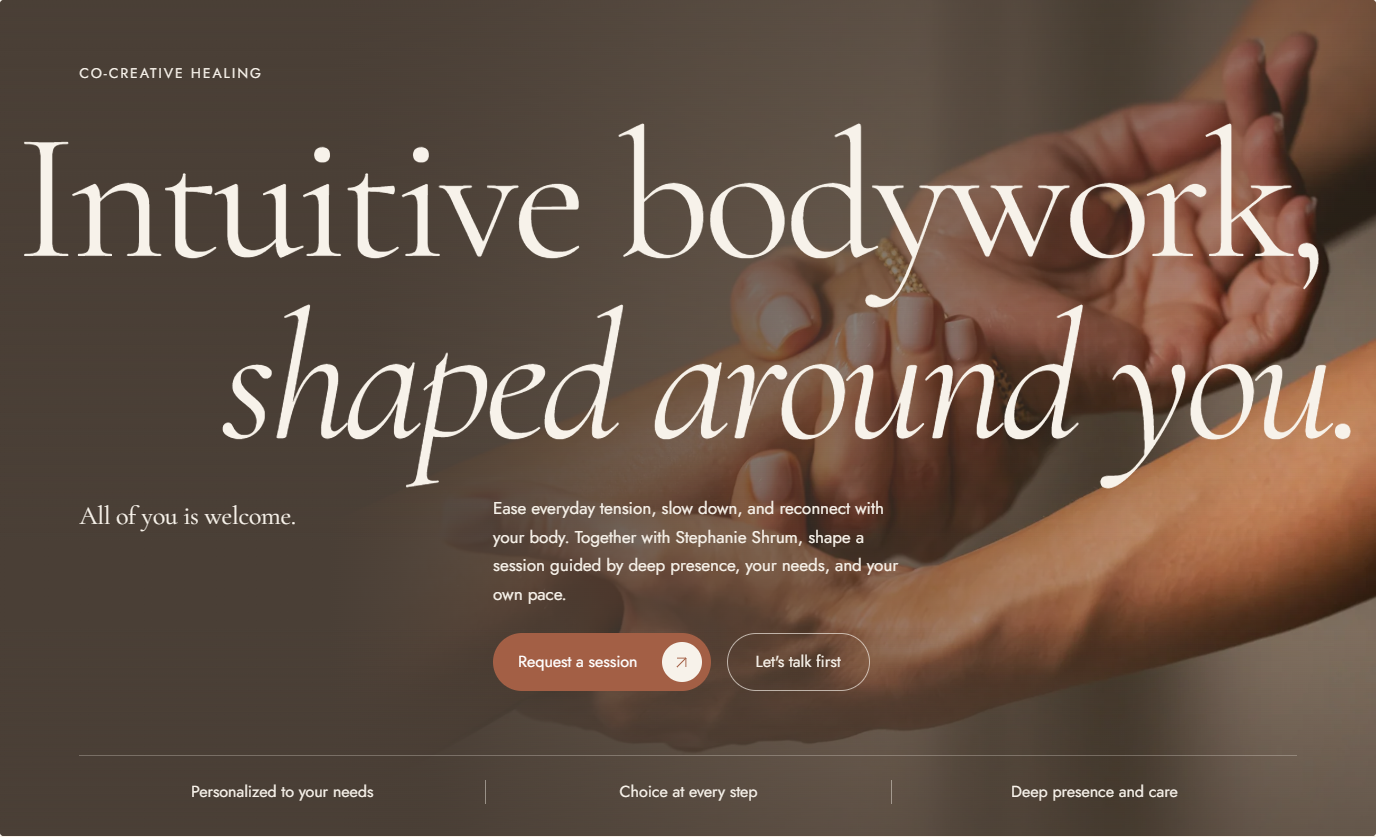 CO-CREATIVE HEALING
Intuitive bodywork,
shaped around you.
All of you is welcome.
Ease everyday tension, slow down, and reconnect with
your body. Together with Stephanie Shrum, shape a
session guided by deep presence, your needs, and your
own pace.
Request a session
Let's talk first
Personalized to your needs
Choice at every step
Deep presence and care